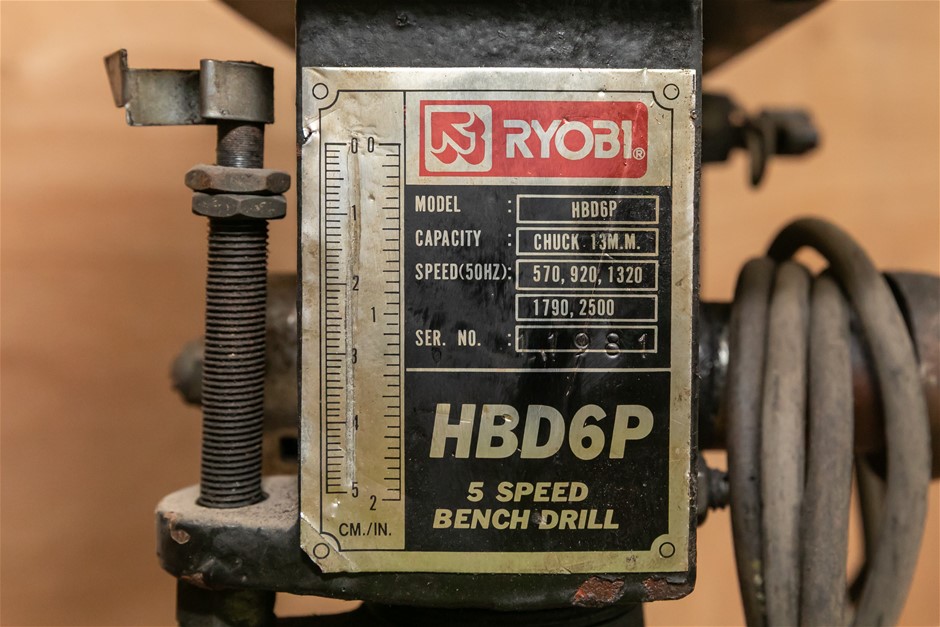 RYOBI®
MODEL : HBD6P
CAPACITY : CHUCK 13M.M.
SPEED(50HZ): 570, 920, 1320
1790, 2500
SER. NO. : 11981
HBD6P
5 SPEED
BENCH DRILL
0 0
1
2
1
3
4
5
2
CM./IN.